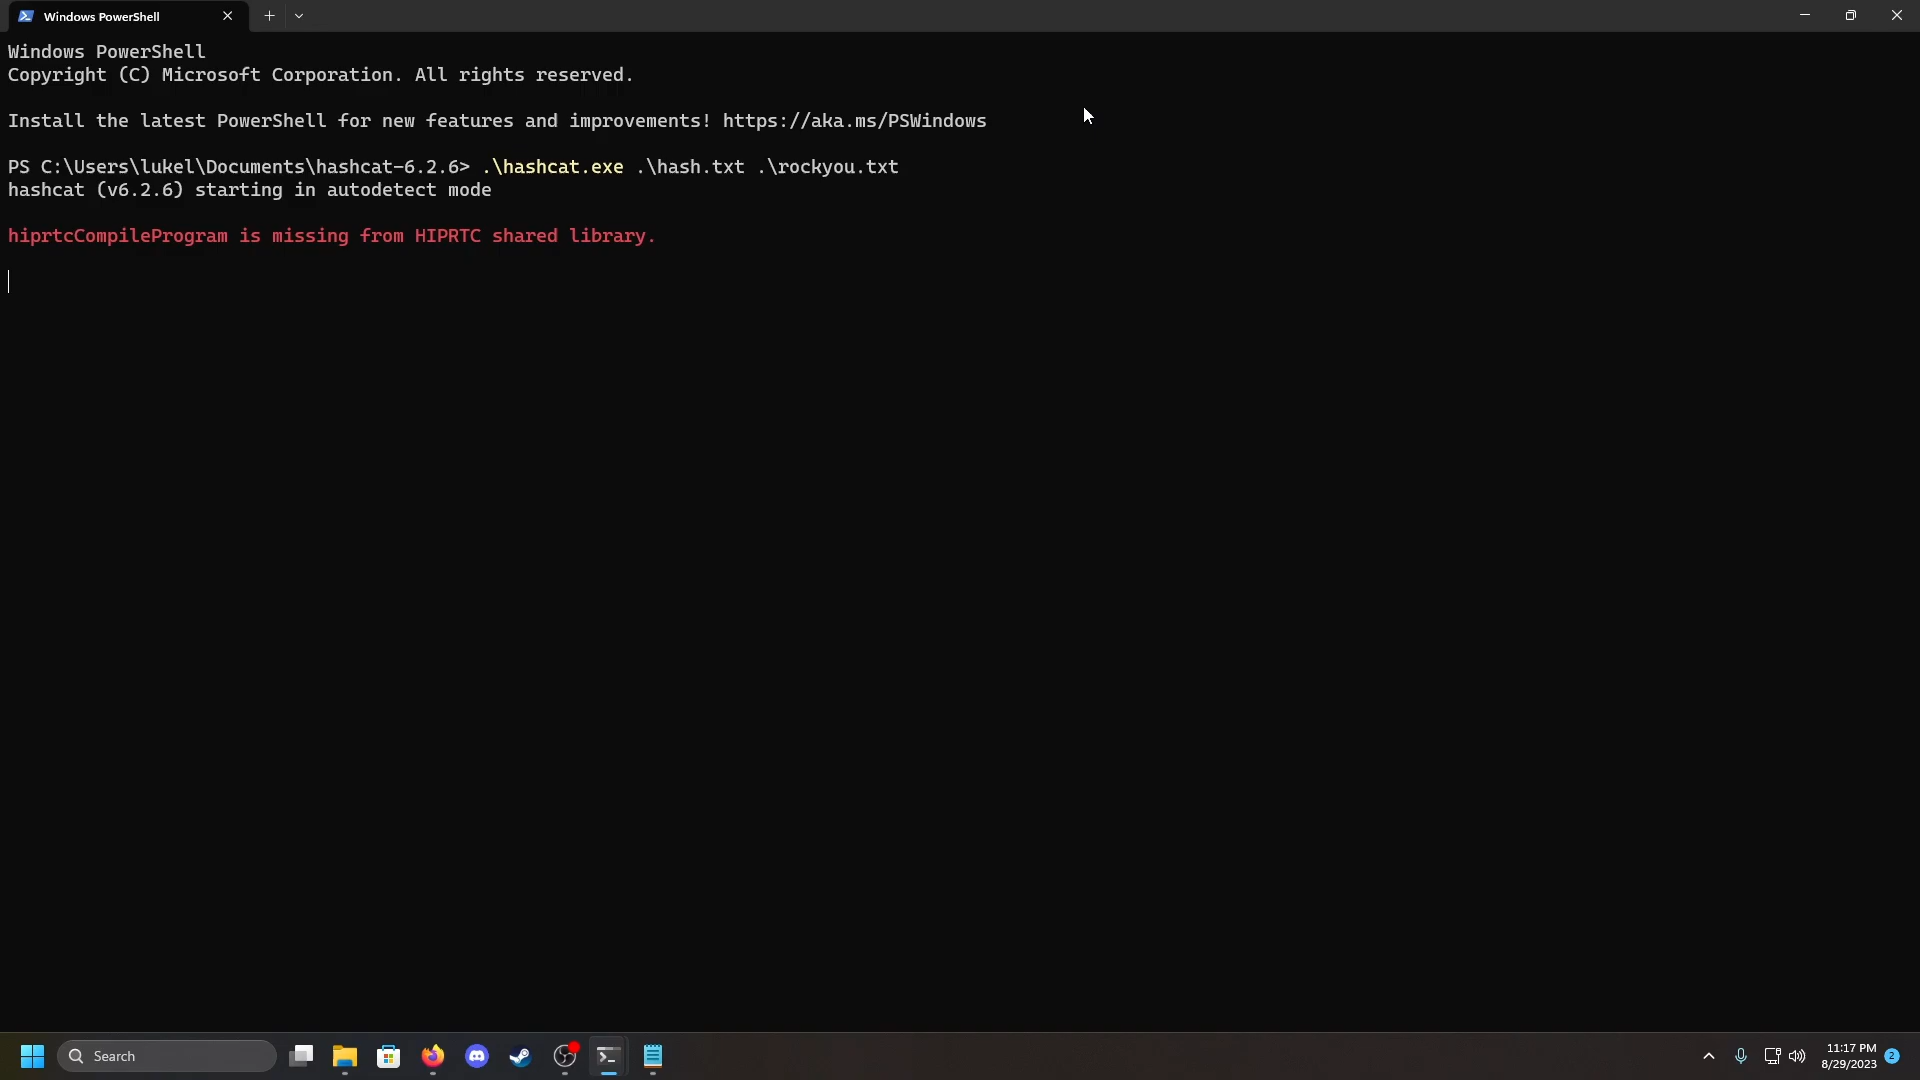 Windows PowerShell
Windows PowerShell
Copyright (C) Microsoft Corporation. All rights reserved.
Install the latest PowerShell for new features and improvements! https://aka.ms/PSWindows
PS C:\Users\lukel\Documents\hashcat-6.2.6> .\hashcat.exe .\hash.txt .\rockyou.txt
hashcat (v6.2.6) starting in autodetect mode
hiprtcCompileProgram is missing from HIPRTC shared library.
Search
11:17 PM
8/29/2023
2